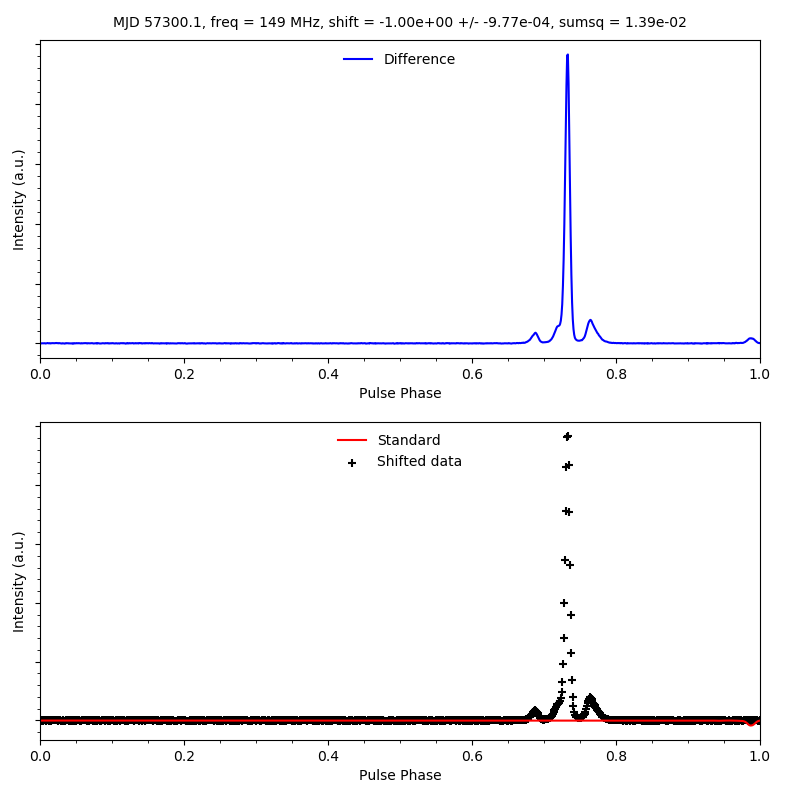 MJD 57300.1, freq = 149 MHz, shift = -1.00e+00 +/- -9.77e-04, sumsq = 1.39e-02
Difference
Intensity (a.u.)
0.0 0.2 0.4 0.6 0.8 1.0
Pulse Phase
Standard
Shifted data
Intensity (a.u.)
0.0 0.2 0.4 0.6 0.8 1.0
Pulse Phase